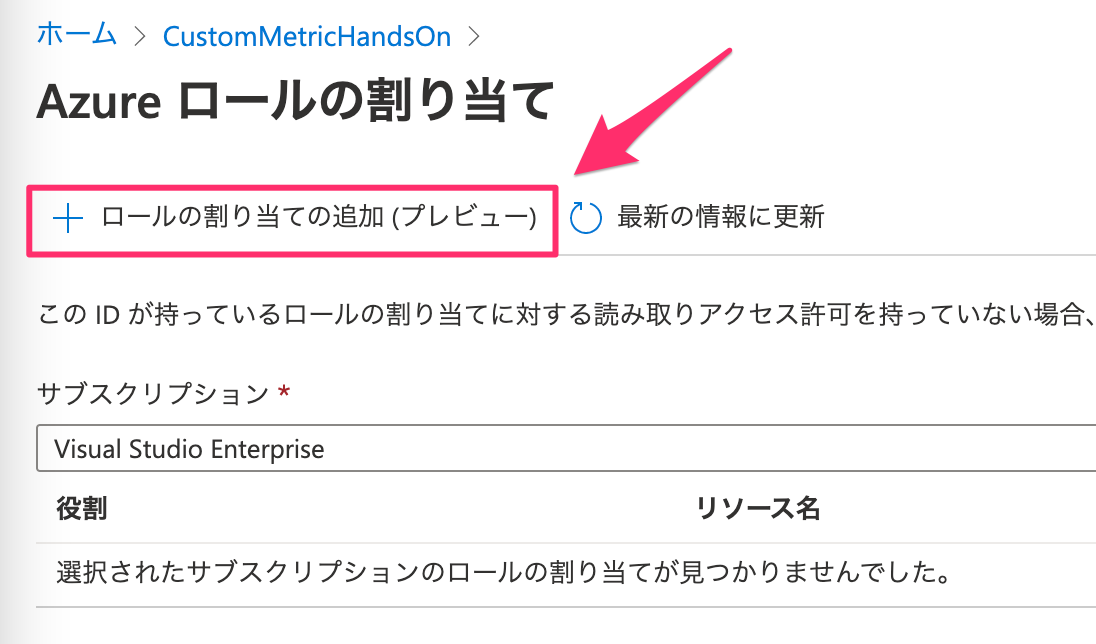 ホーム > CustomMetricHandsOn >
Azure ロールの割り当て
ロールの割り当ての追加 (プレビュー) 最新の情報に更新
この ID が持っているロールの割り当てに対する読み取りアクセス許可を持っていない場合、
サブスクリプション *
Visual Studio Enterprise
役割 リソース名
選択されたサブスクリプションのロールの割り当てが見つかりませんでした。